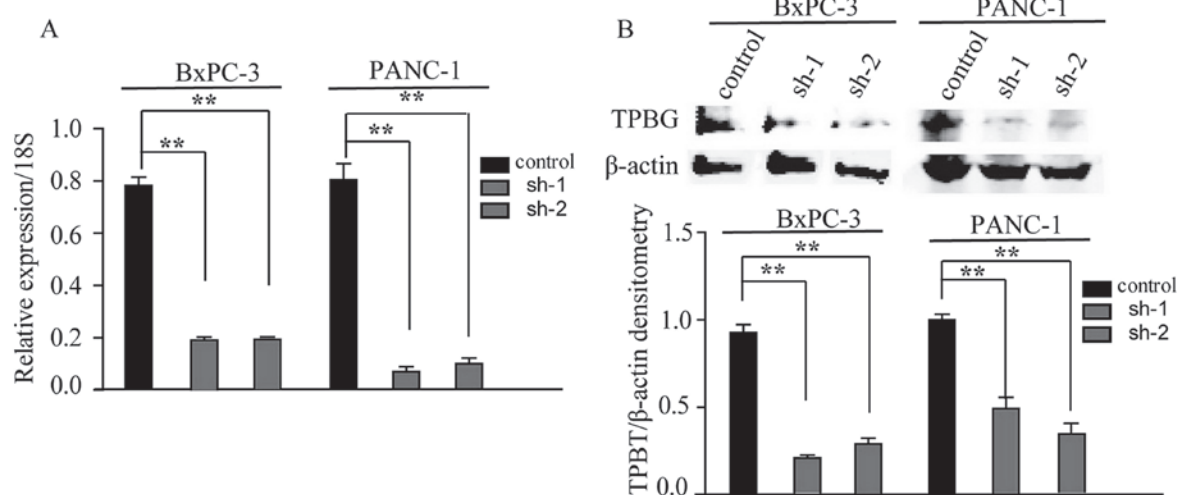 A
BxPC-3
PANC-1
**
**
**
**
Relative expression/18S
1.0
0.8
0.6
0.4
0.2
0.0
control
sh-1
sh-2
B
BxPC-3
PANC-1
control
sh-1
sh-2
control
sh-1
sh-2
TPBG
β-actin
BxPC-3
PANC-1
**
**
**
**
TPBT/β-actin densitometry
1.5
1.0
0.5
0.0
control
sh-1
sh-2